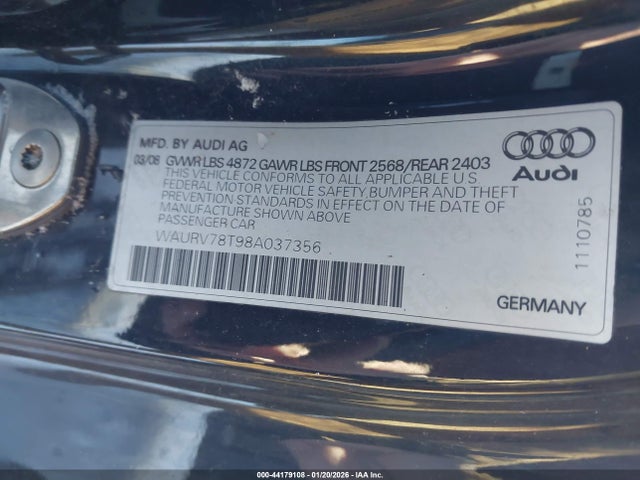 MFD. BY AUDI AG
03/08 GVWR LBS 4872 GAWR LBS FRONT 2568/REAR 2403
THIS VEHICLE CONFORMS TO ALL APPLICABLE U S
FEDERAL MOTOR VEHICLE SAFETY, BUMPER AND THEFT
PREVENTION STANDARDS IN EFFECT ON THE DATE OF
MANUFACTURE SHOWN ABOVE
PASSENGER CAR
WAURV78T98A037356
Audi
1110785
GERMANY
000-44179108 - 01/20/2026 - IAA Inc.